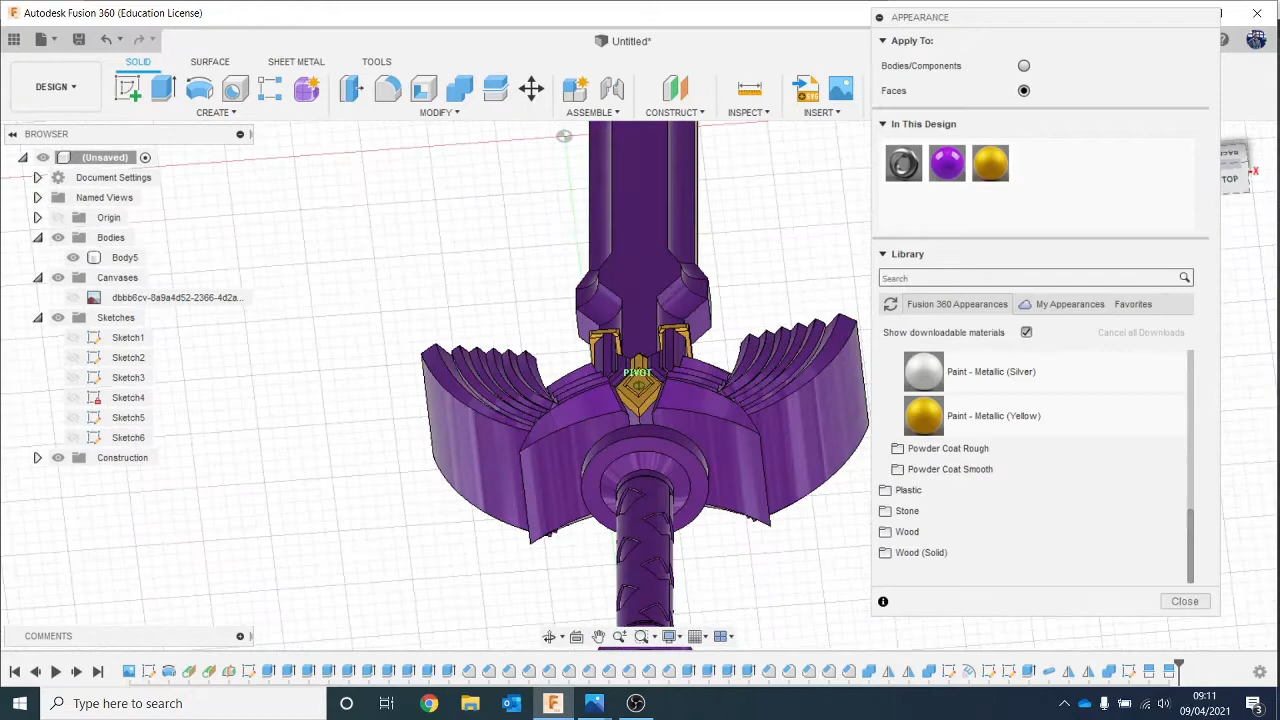 Autodesk Fusion 360 (Education License)
Untitled*
SOLID SURFACE SHEET METAL TOOLS
DESIGN
CREATE MODIFY ASSEMBLE CONSTRUCT INSPECT INSERT
BROWSER
(Unsaved)
Document Settings
Named Views
Origin
Bodies
Body5
Canvases
dbbb6cv-8a9a4d52-2366-4d2a...
Sketches
Sketch1
Sketch2
Sketch3
Sketch4
Sketch5
Sketch6
Construction
PIVOT
TOP
X
APPEARANCE
Apply To:
Bodies/Components
Faces
In This Design
Library
Search
Fusion 360 Appearances My Appearances Favorites
Show downloadable materials Cancel all Downloads
Paint - Metallic (Silver)
Paint - Metallic (Yellow)
Powder Coat Rough
Powder Coat Smooth
Plastic
Stone
Wood
Wood (Solid)
Close
COMMENTS
Type here to search
09:11
09/04/2021
3